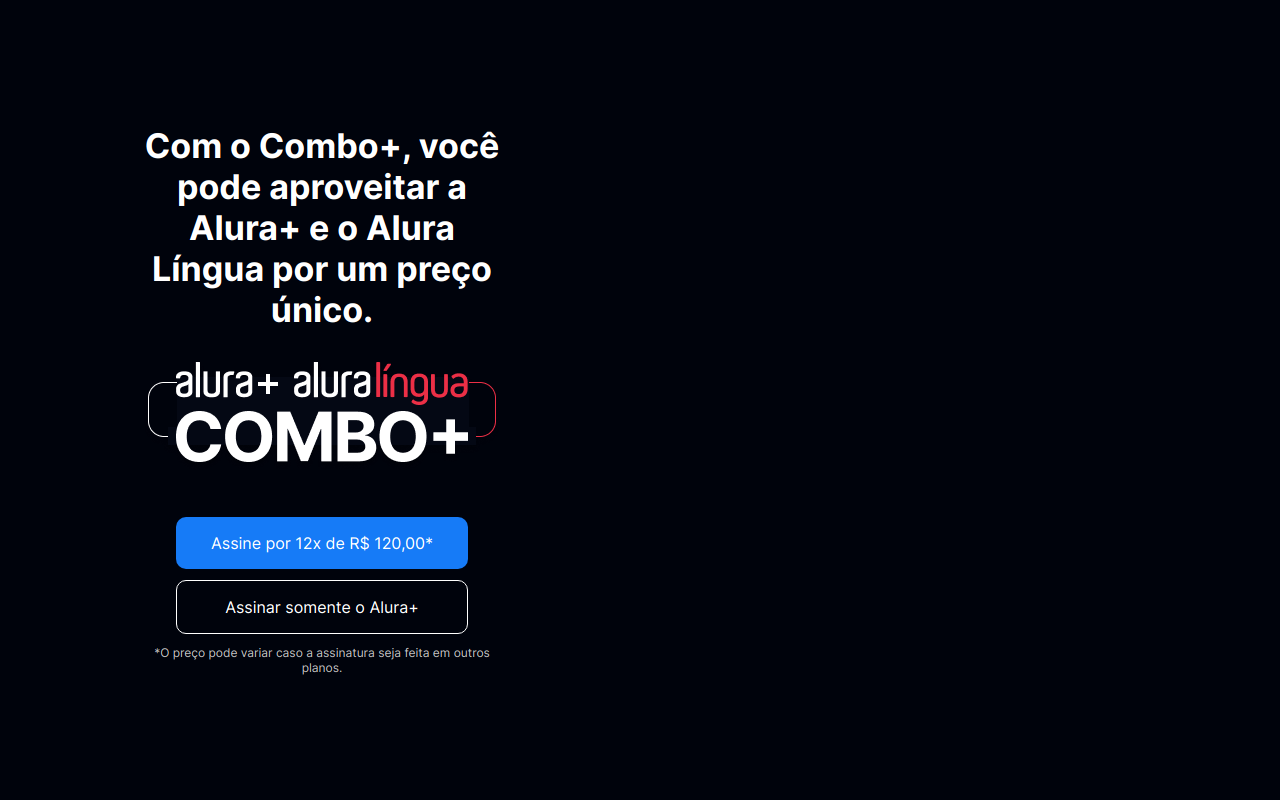 Com o Combo+, você
pode aproveitar a
Alura+ e o Alura
Língua por um preço
único.
alura+ aluralíngua
COMBO+
Assine por 12x de R$ 120,00*
Assinar somente o Alura+
*O preço pode variar caso a assinatura seja feita em outros
planos.